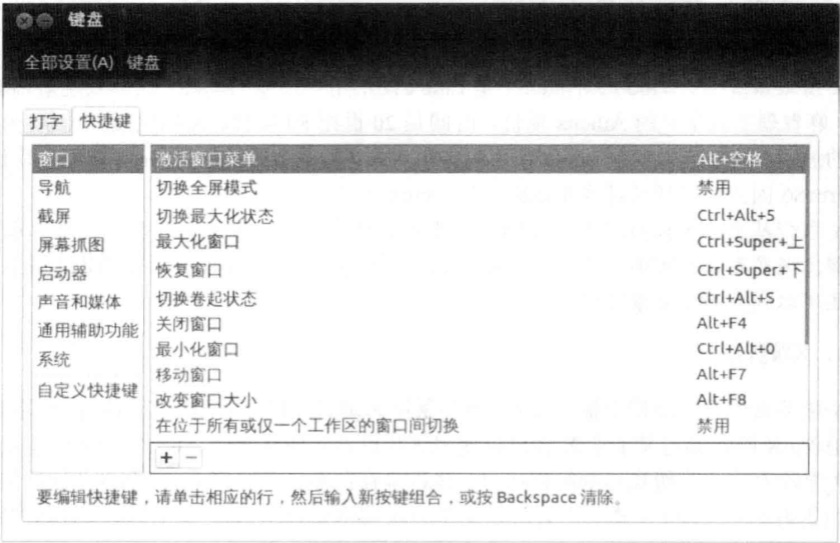 键盘
全部设置(A) 键盘
打字 快捷键
窗口
导航
截屏
屏幕抓图
启动器
声音和媒体
通用辅助功能
系统
自定义快捷键
激活窗口菜单 Alt+空格
切换全屏模式 禁用
切换最大化状态 Ctrl+Alt+5
最大化窗口 Ctrl+Super+上
恢复窗口 Ctrl+Super+下
切换卷起状态 Ctrl+Alt+S
关闭窗口 Alt+F4
最小化窗口 Ctrl+Alt+0
移动窗口 Alt+F7
改变窗口大小 Alt+F8
在位于所有或仅一个工作区的窗口间切换 禁用
+ −
要编辑快捷键，请单击相应的行，然后输入新按键组合，或按 Backspace 清除。